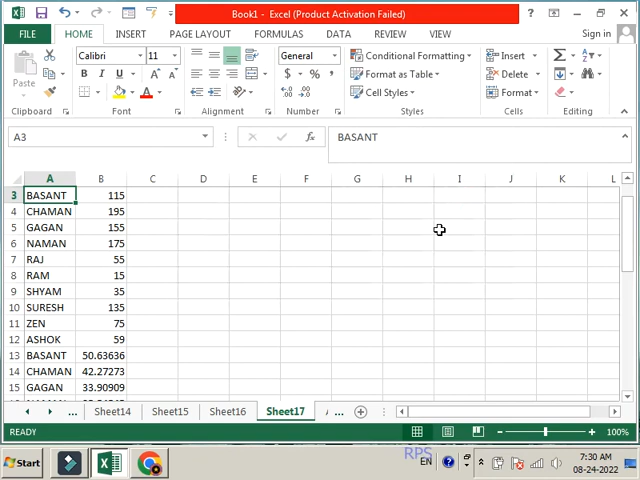 Book1 - Excel (Product Activation Failed)
FILE HOME INSERT PAGE LAYOUT FORMULAS DATA REVIEW VIEW Sign in
Paste
Calibri 11
B I U
Font
Alignment
General
$ % ,
Number
Conditional Formatting
Format as Table
Cell Styles
Styles
Insert
Delete
Format
Cells
Editing
Clipboard
A3 fx BASANT
A B C D E F G H I J K L
3 BASANT 115
4 CHAMAN 195
5 GAGAN 155
6 NAMAN 175
7 RAJ 55
8 RAM 15
9 SHYAM 35
10 SURESH 135
11 ZEN 75
12 ASHOK 59
13 BASANT 50.63636
14 CHAMAN 42.27273
15 GAGAN 33.90909
... Sheet14 Sheet15 Sheet16 Sheet17 ...
READY 100%
RPS
Start EN 7:30 AM
08-24-2022